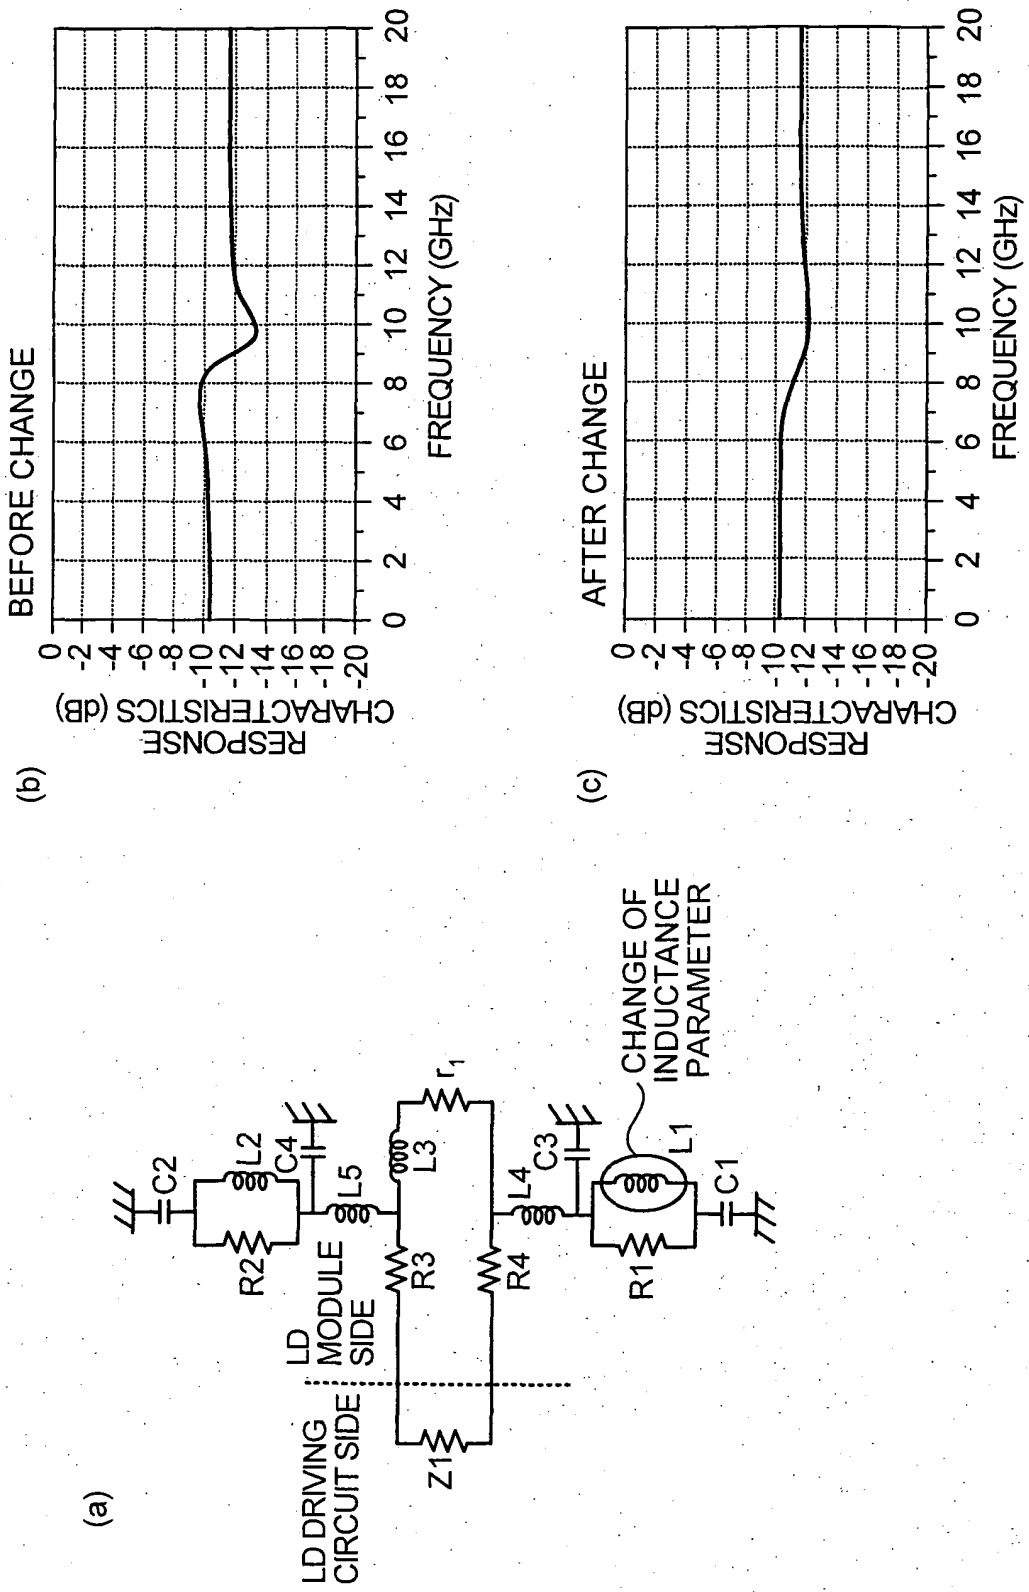 (a)
LD DRIVING
CIRCUIT SIDE
LD
MODULE
SIDE
C2
R2
L2
C4
L5
R3
L3
Z1
r1
R4
L4
C3
R1
L1
C1
CHANGE OF
INDUCTANCE
PARAMETER
(b)
BEFORE CHANGE
RESPONSE
CHARACTERISTICS (dB)
0
-2
-4
-6
-8
-10
-12
-14
-16
-18
-20
0 2 4 6 8 10 12 14 16 18 20
FREQUENCY (GHz)
(c)
AFTER CHANGE
RESPONSE
CHARACTERISTICS (dB)
0
-2
-4
-6
-8
-10
-12
-14
-16
-18
-20
0 2 4 6 8 10 12 14 16 18 20
FREQUENCY (GHz)